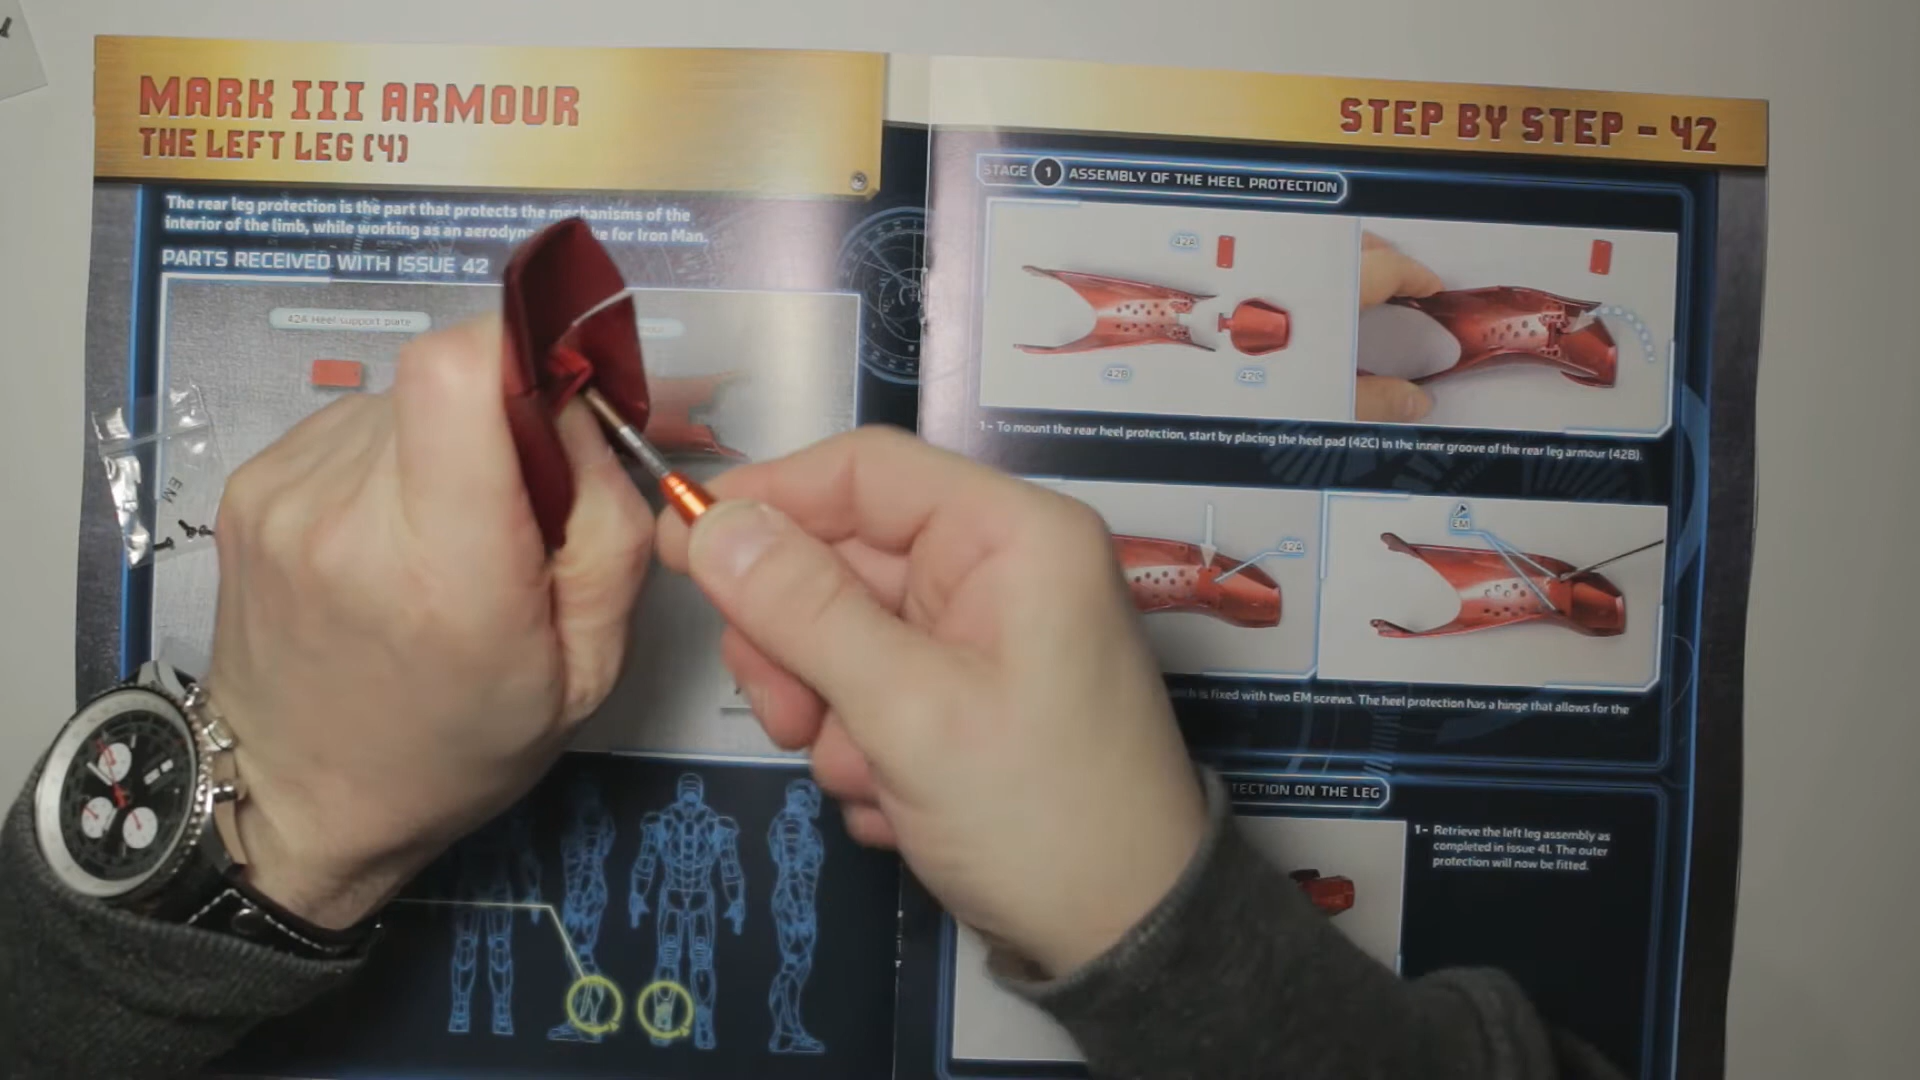 MARK III ARMOUR
THE LEFT LEG (4)
The rear leg protection is the part that protects the mechanisms of the
interior of the limb, while working as an for Iron Man.
PARTS RECEIVED WITH ISSUE 42
42A Heel support plate
EM
STEP BY STEP - 42
STAGE 1 ASSEMBLY OF THE HEEL PROTECTION
42A
42B
42C
1- To mount the rear heel protection, start by placing the heel pad (42C) in the inner groove of the rear leg armour (42B).
42A
EM
is fixed with two EM screws. The heel protection has a hinge that allows for the
ON THE LEG
1- Retrieve the left leg assembly as
completed in issue 41. The outer
protection will now be fitted.